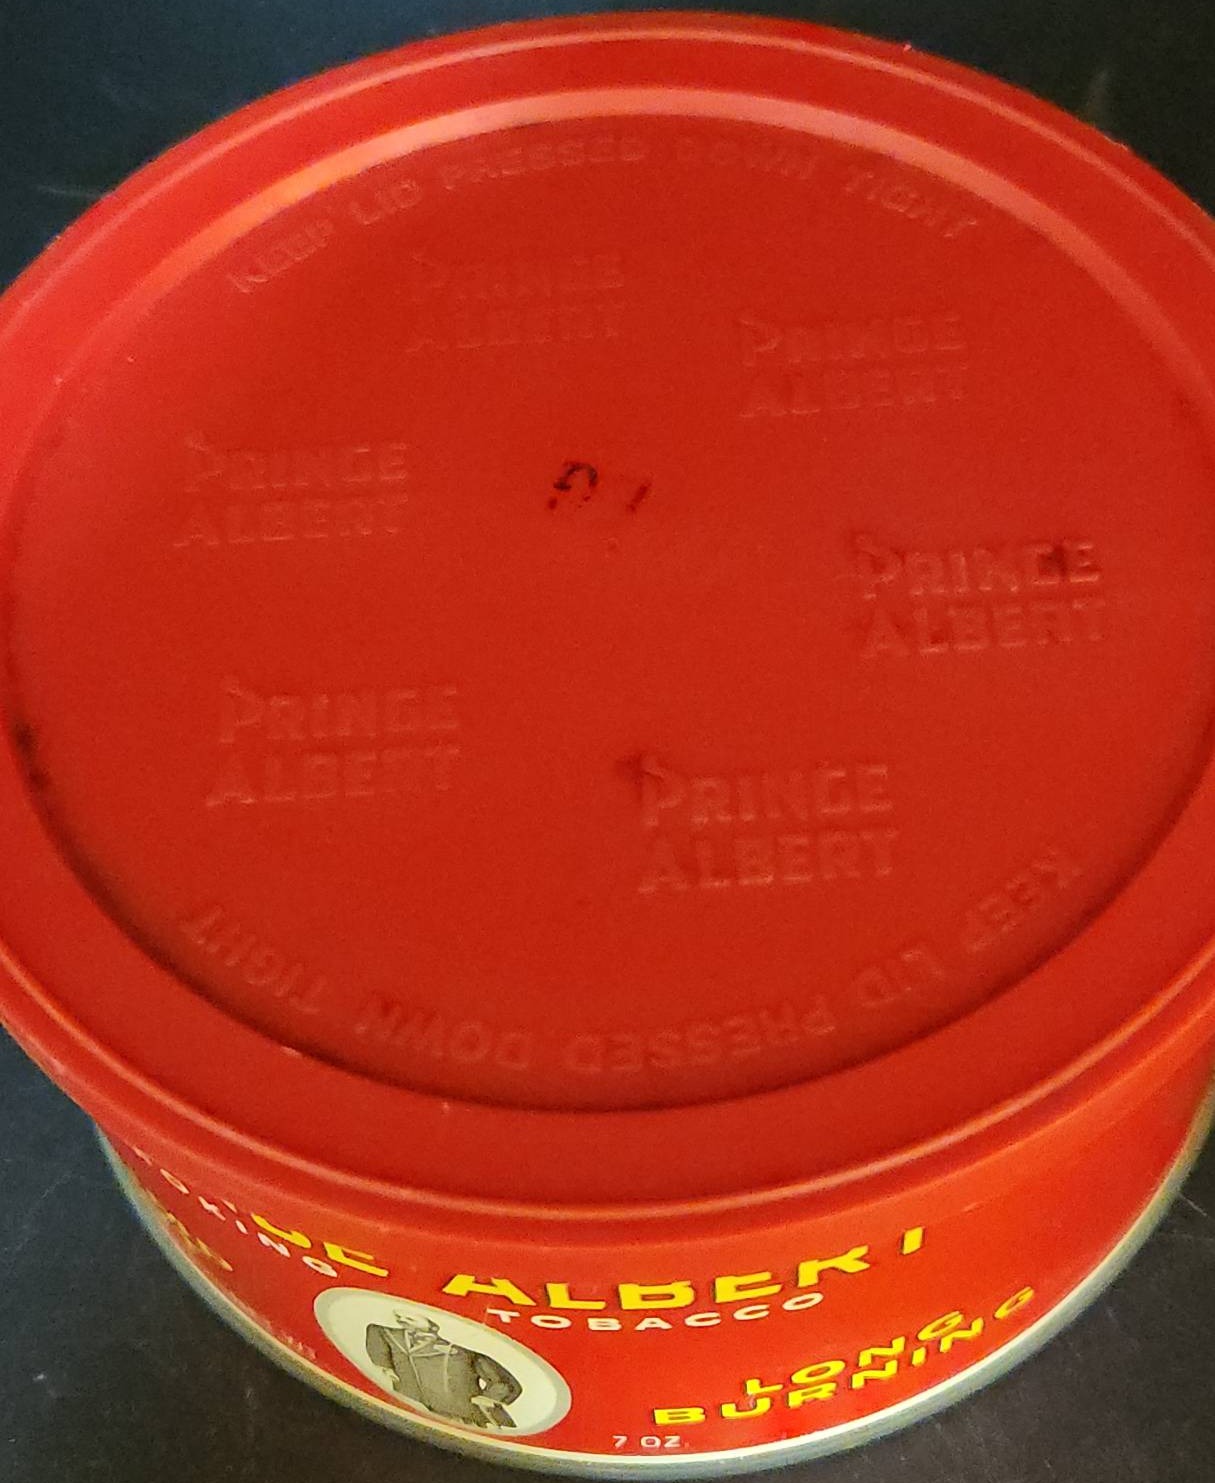 KEEP LID PRESSED DOWN TIGHT
PRINCE
ALBERT
PRINCE
ALBERT
PRINCE
ALBERT
PRINCE
ALBERT
PRINCE
ALBERT
PRINCE
ALBERT
KEEP LID PRESSED DOWN TIGHT
ALBERT
TOBACCO
LONG
BURNING
7 OZ.